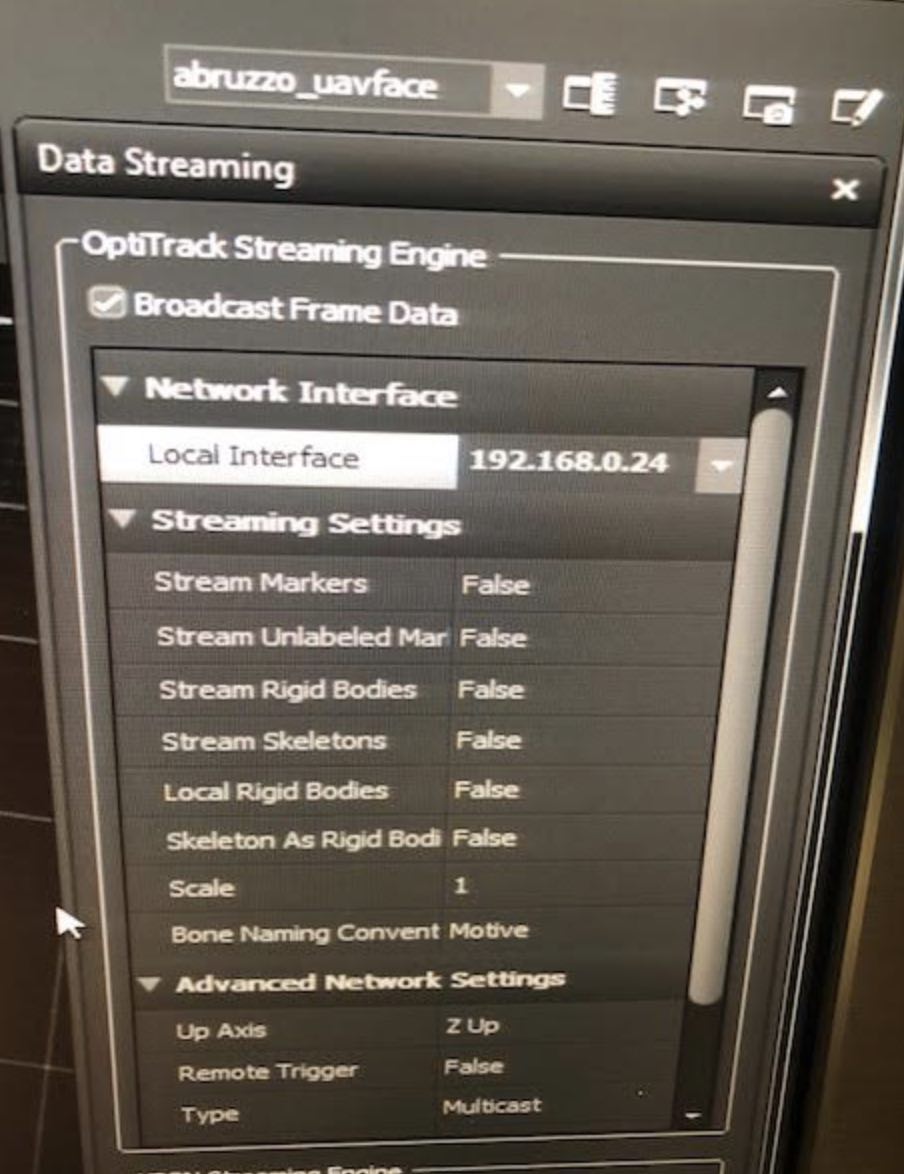 abruzzo_uavface
Data Streaming
OptiTrack Streaming Engine
Broadcast Frame Data
Network Interface
Local Interface 192.168.0.24
Streaming Settings
Stream Markers False
Stream Unlabeled Mar False
Stream Rigid Bodies False
Stream Skeletons False
Local Rigid Bodies False
Skeleton As Rigid Bodi False
Scale 1
Bone Naming Convent Motive
Advanced Network Settings
Up Axis Z Up
Remote Trigger False
Type Multicast
Streaming Engine